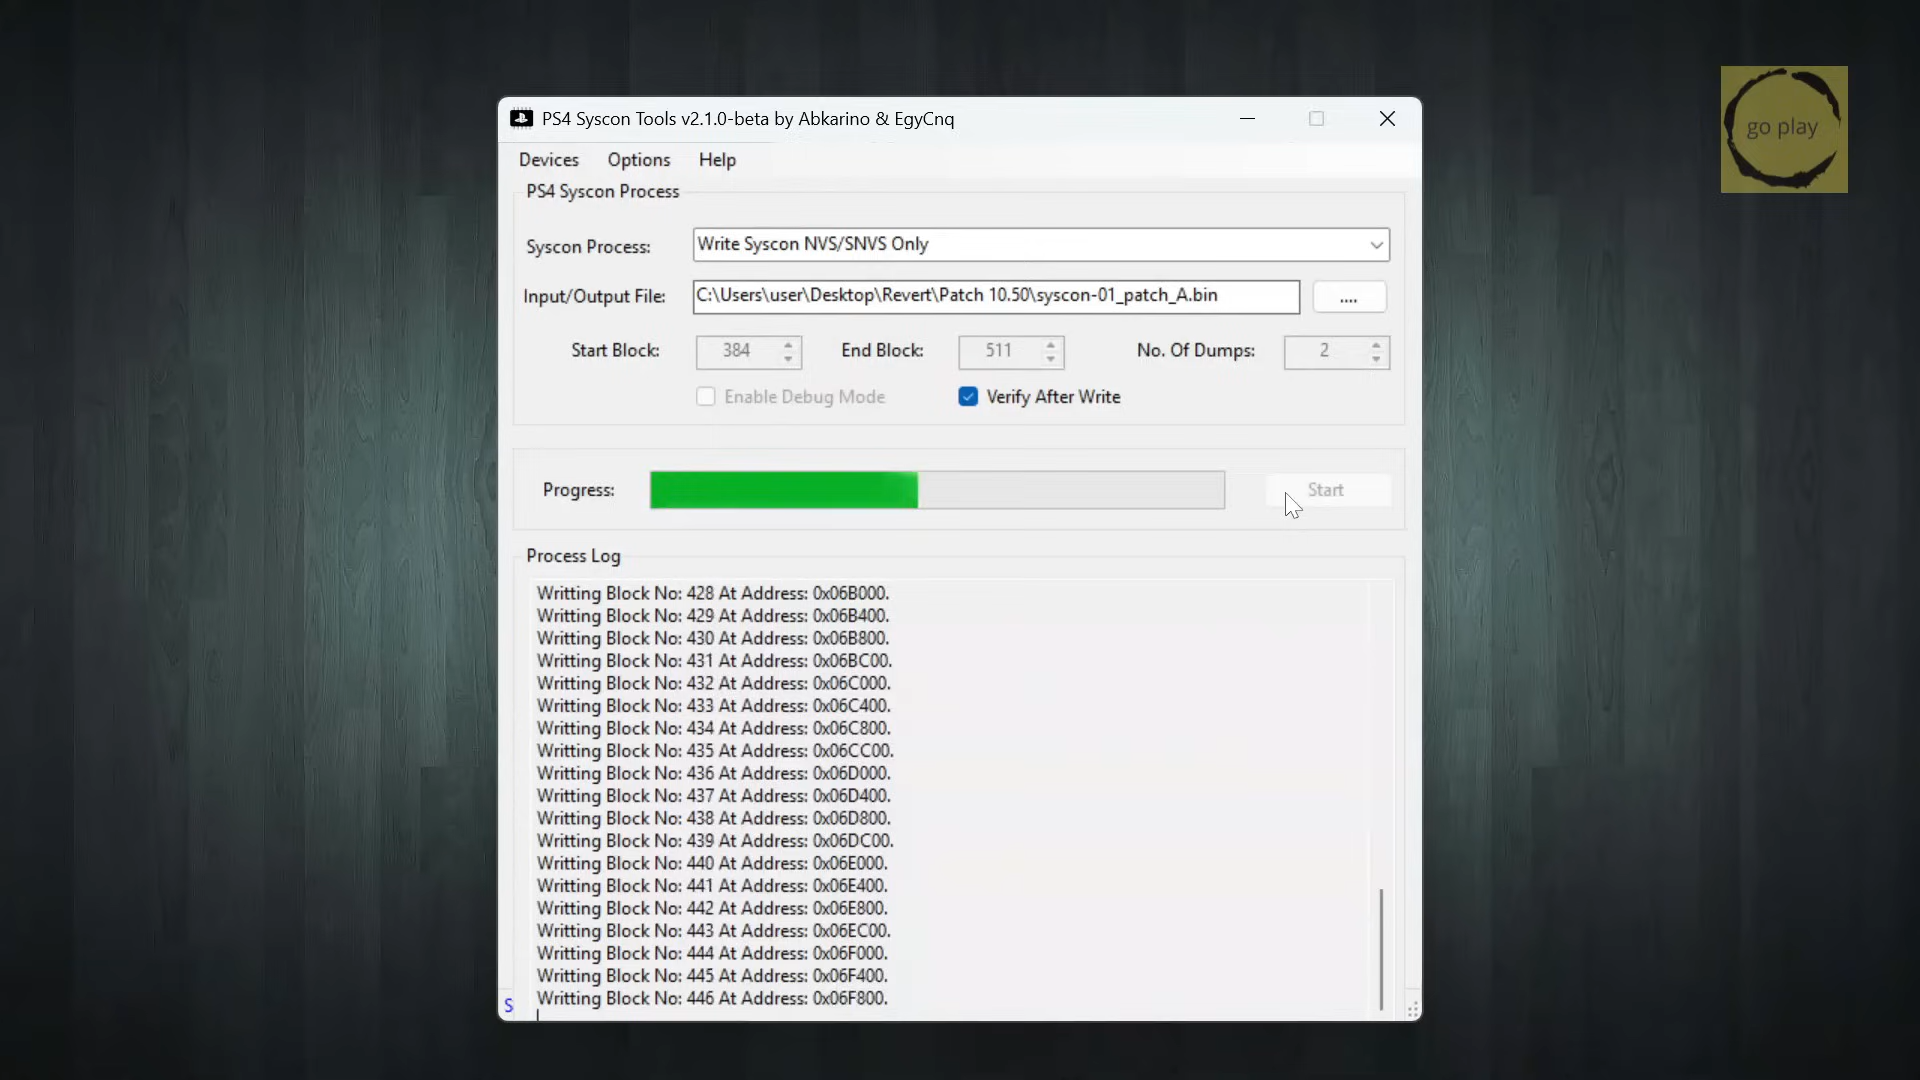 go play
PS4 Syscon Tools v2.1.0-beta by Abkarino & EgyCnq
Devices Options Help
PS4 Syscon Process
Syscon Process: Write Syscon NVS/SNVS Only
Input/Output File: C:\Users\user\Desktop\Revert\Patch 10.50\syscon-01_patch_A.bin ....
Start Block: 384 End Block: 511 No. Of Dumps: 2
Enable Debug Mode Verify After Write
Progress: Start
Process Log
Writting Block No: 428 At Address: 0x06B000.
Writting Block No: 429 At Address: 0x06B400.
Writting Block No: 430 At Address: 0x06B800.
Writting Block No: 431 At Address: 0x06BC00.
Writting Block No: 432 At Address: 0x06C000.
Writting Block No: 433 At Address: 0x06C400.
Writting Block No: 434 At Address: 0x06C800.
Writting Block No: 435 At Address: 0x06CC00.
Writting Block No: 436 At Address: 0x06D000.
Writting Block No: 437 At Address: 0x06D400.
Writting Block No: 438 At Address: 0x06D800.
Writting Block No: 439 At Address: 0x06DC00.
Writting Block No: 440 At Address: 0x06E000.
Writting Block No: 441 At Address: 0x06E400.
Writting Block No: 442 At Address: 0x06E800.
Writting Block No: 443 At Address: 0x06EC00.
Writting Block No: 444 At Address: 0x06F000.
Writting Block No: 445 At Address: 0x06F400.
Writting Block No: 446 At Address: 0x06F800.
S